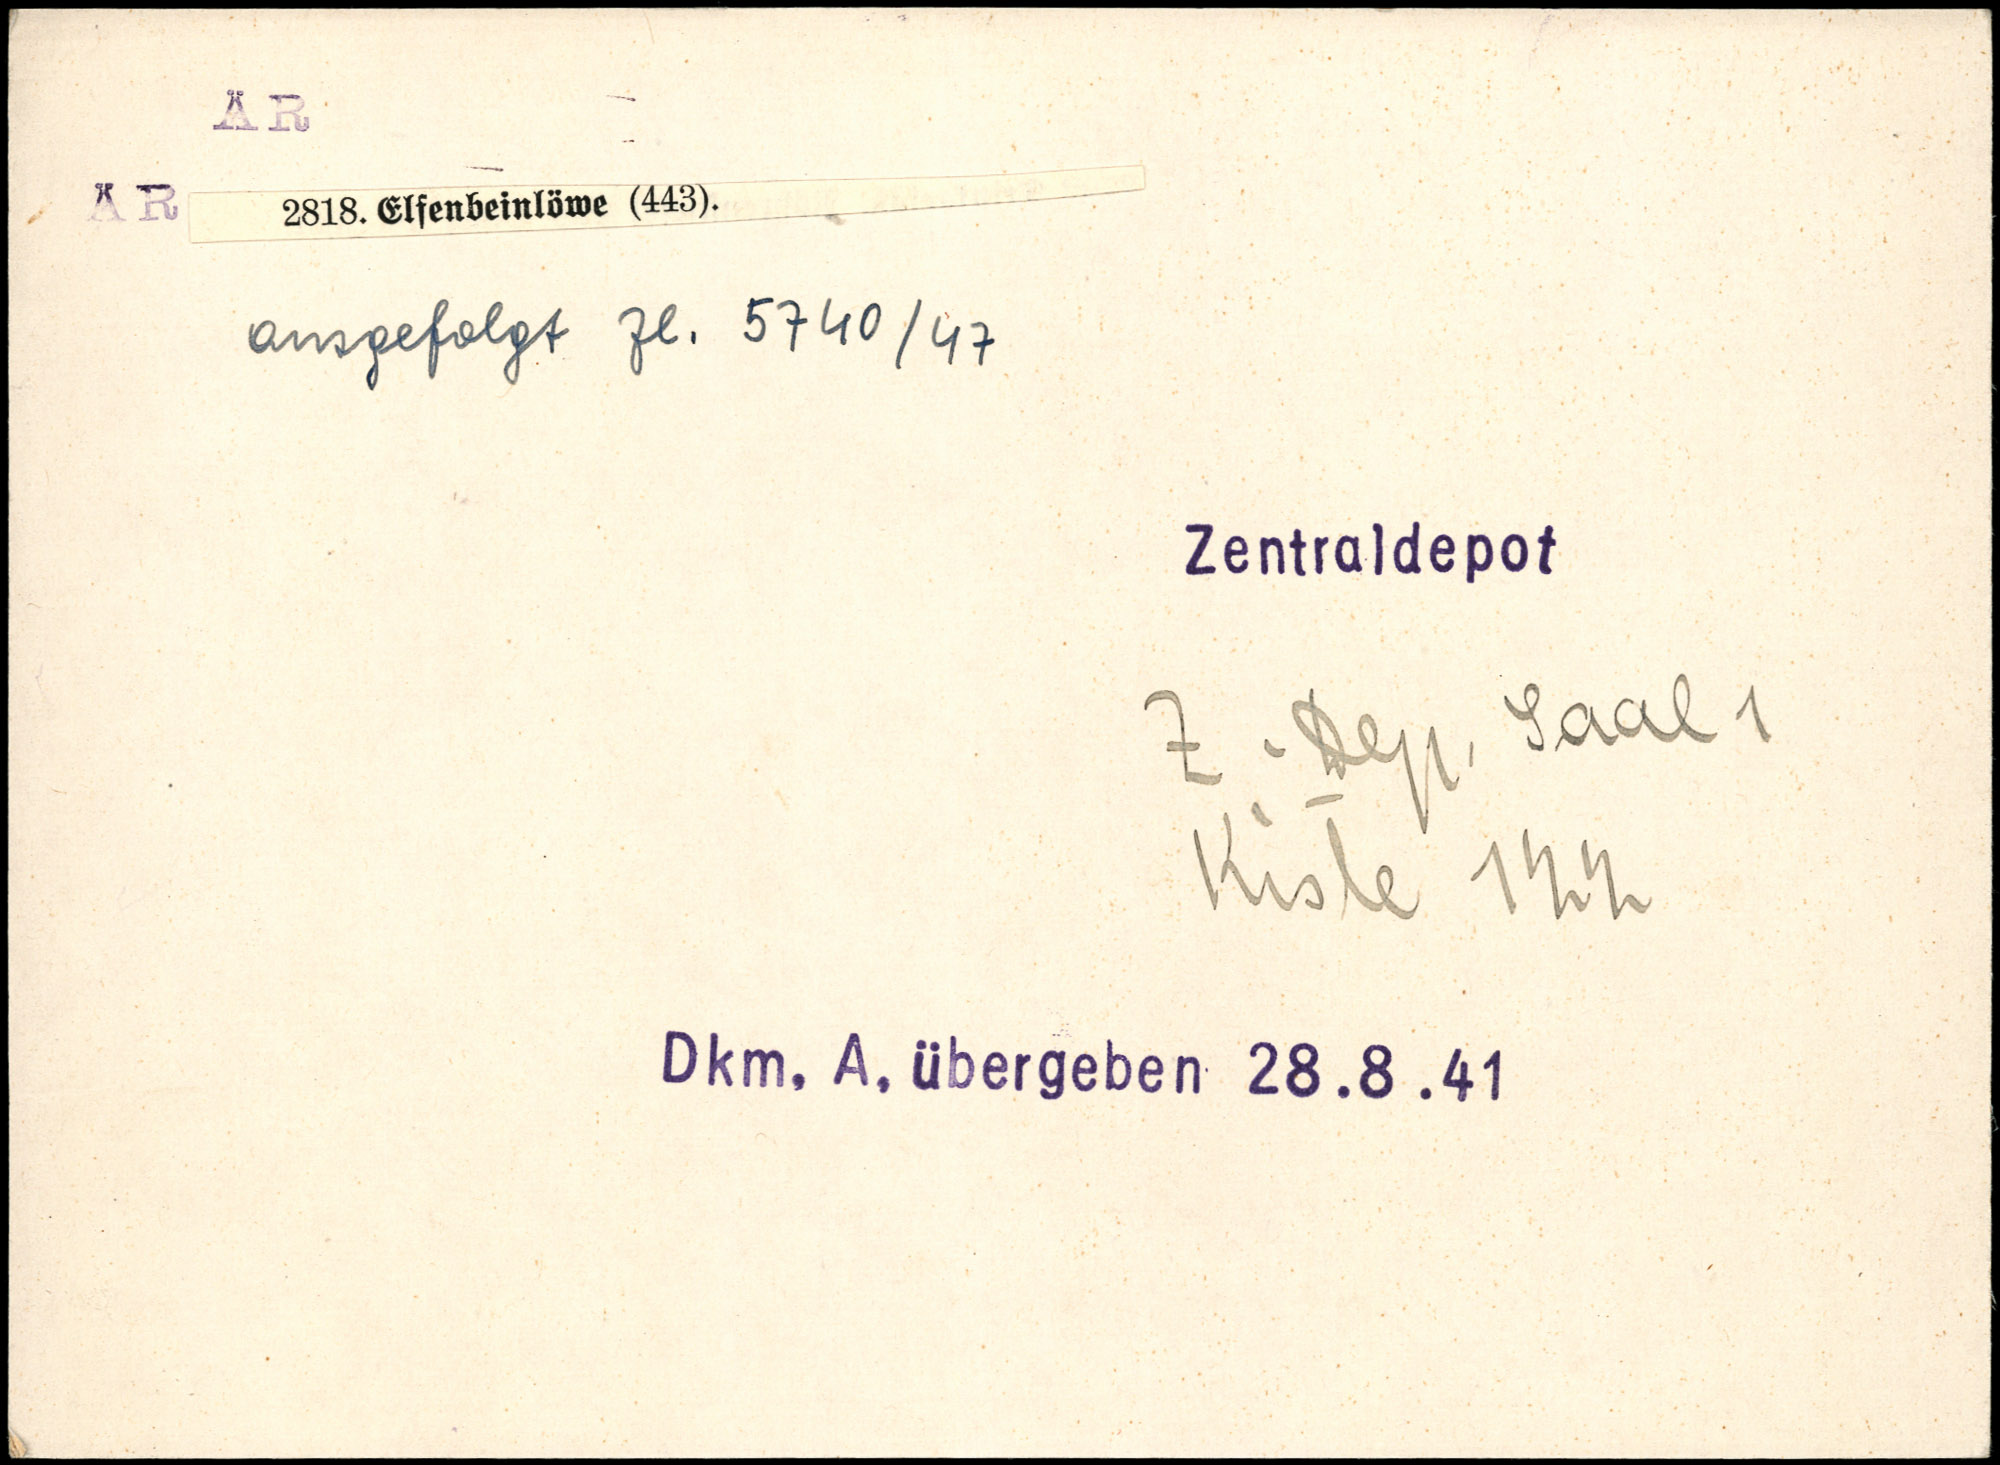 ÄR
ÄR 2818. Elfenbeinlöwe (443).
ausgefolgt Zl. 5740/47
Zentraldepot
Z. Dep, Saal 1
Kiste 144
Dkm. A. übergeben 28.8.41